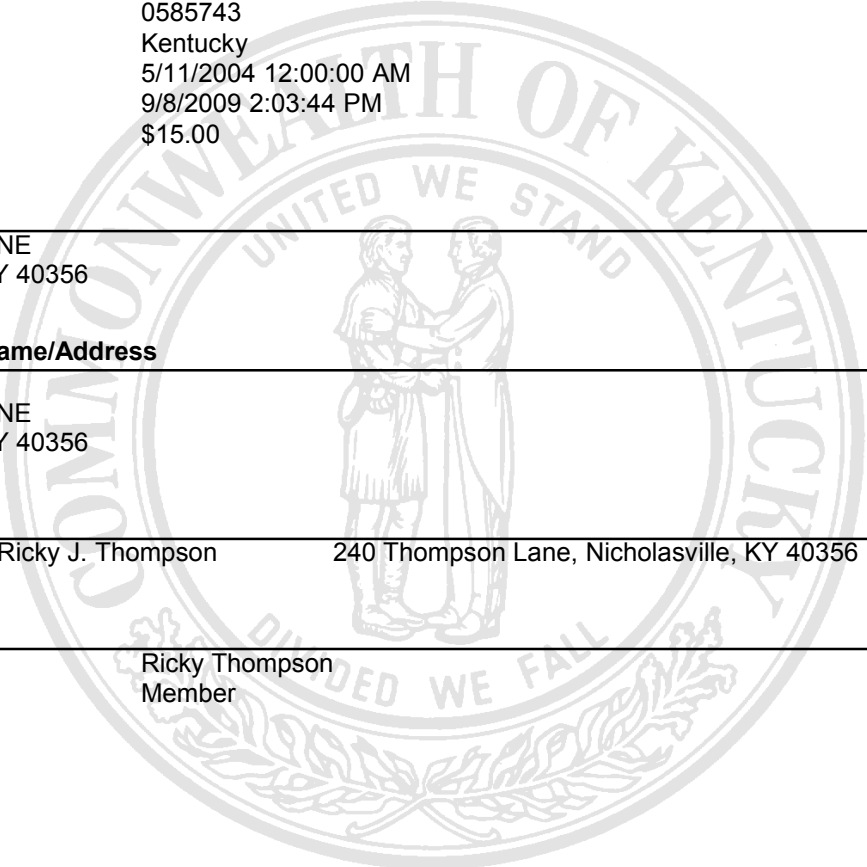 0585743
Kentucky
5/11/2004 12:00:00 AM
9/8/2009 2:03:44 PM
$15.00
COMMONWEALTH OF KENTUCKY
UNITED WE STAND
NE
Y 40356
ame/Address
NE
Y 40356
Ricky J. Thompson 240 Thompson Lane, Nicholasville, KY 40356
DIVIDED WE FALL
Ricky Thompson
Member